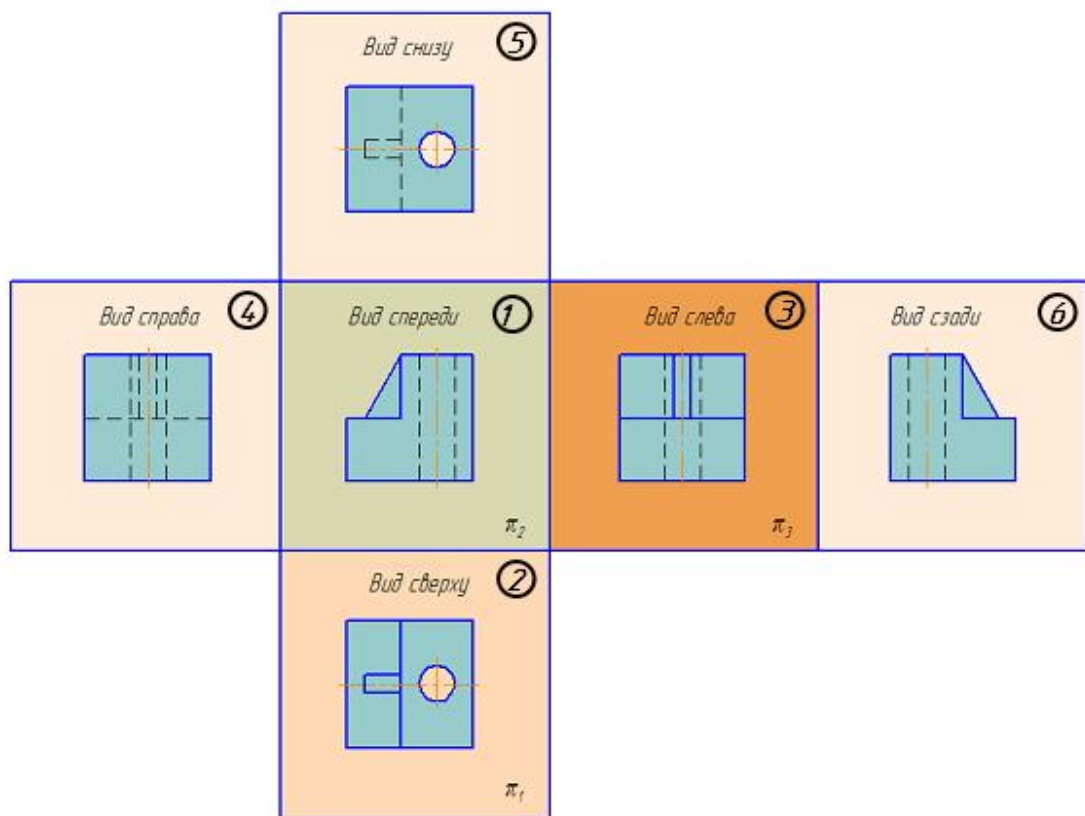 Вид снизу 5
Вид справа 4
Вид спереди 1
π₂
Вид слева 3
π₃
Вид сзади 6
Вид сверху 2
π₁